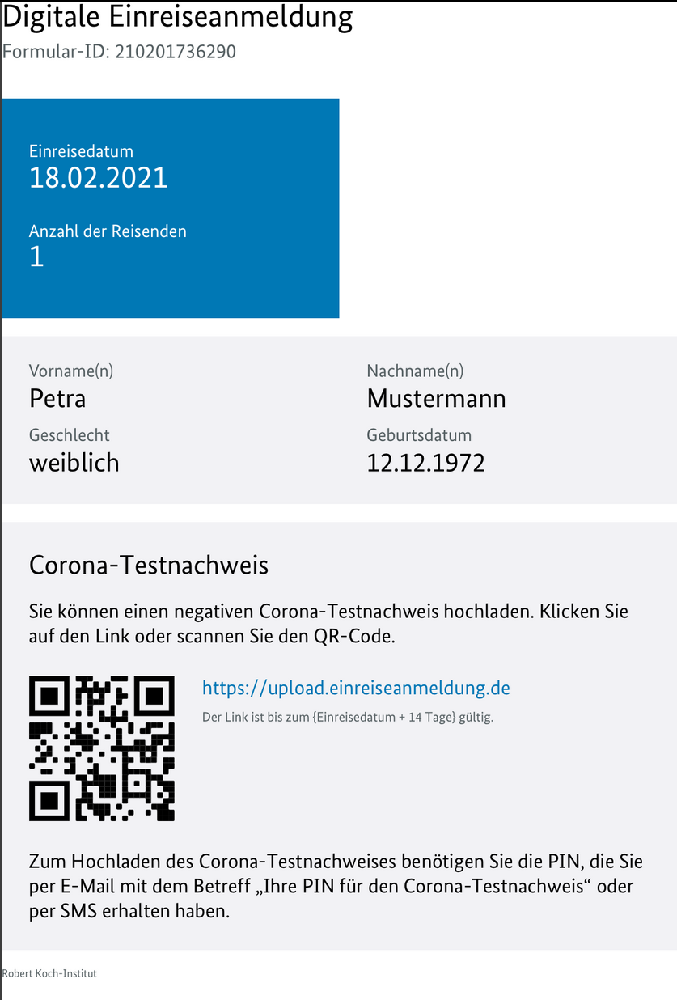 Digitale Einreiseanmeldung
Formular-ID: 210201736290
Einreisedatum
18.02.2021
Anzahl der Reisenden
1
Vorname(n)
Petra
Nachname(n)
Mustermann
Geschlecht
weiblich
Geburtsdatum
12.12.1972
Corona-Testnachweis
Sie können einen negativen Corona-Testnachweis hochladen. Klicken Sie
auf den Link oder scannen Sie den QR-Code.
https://upload.einreiseanmeldung.de
Der Link ist bis zum {Einreisedatum + 14 Tage} gültig.
Zum Hochladen des Corona-Testnachweises benötigen Sie die PIN, die Sie
per E-Mail mit dem Betreff „Ihre PIN für den Corona-Testnachweis“ oder
per SMS erhalten haben.
Robert Koch-Institut